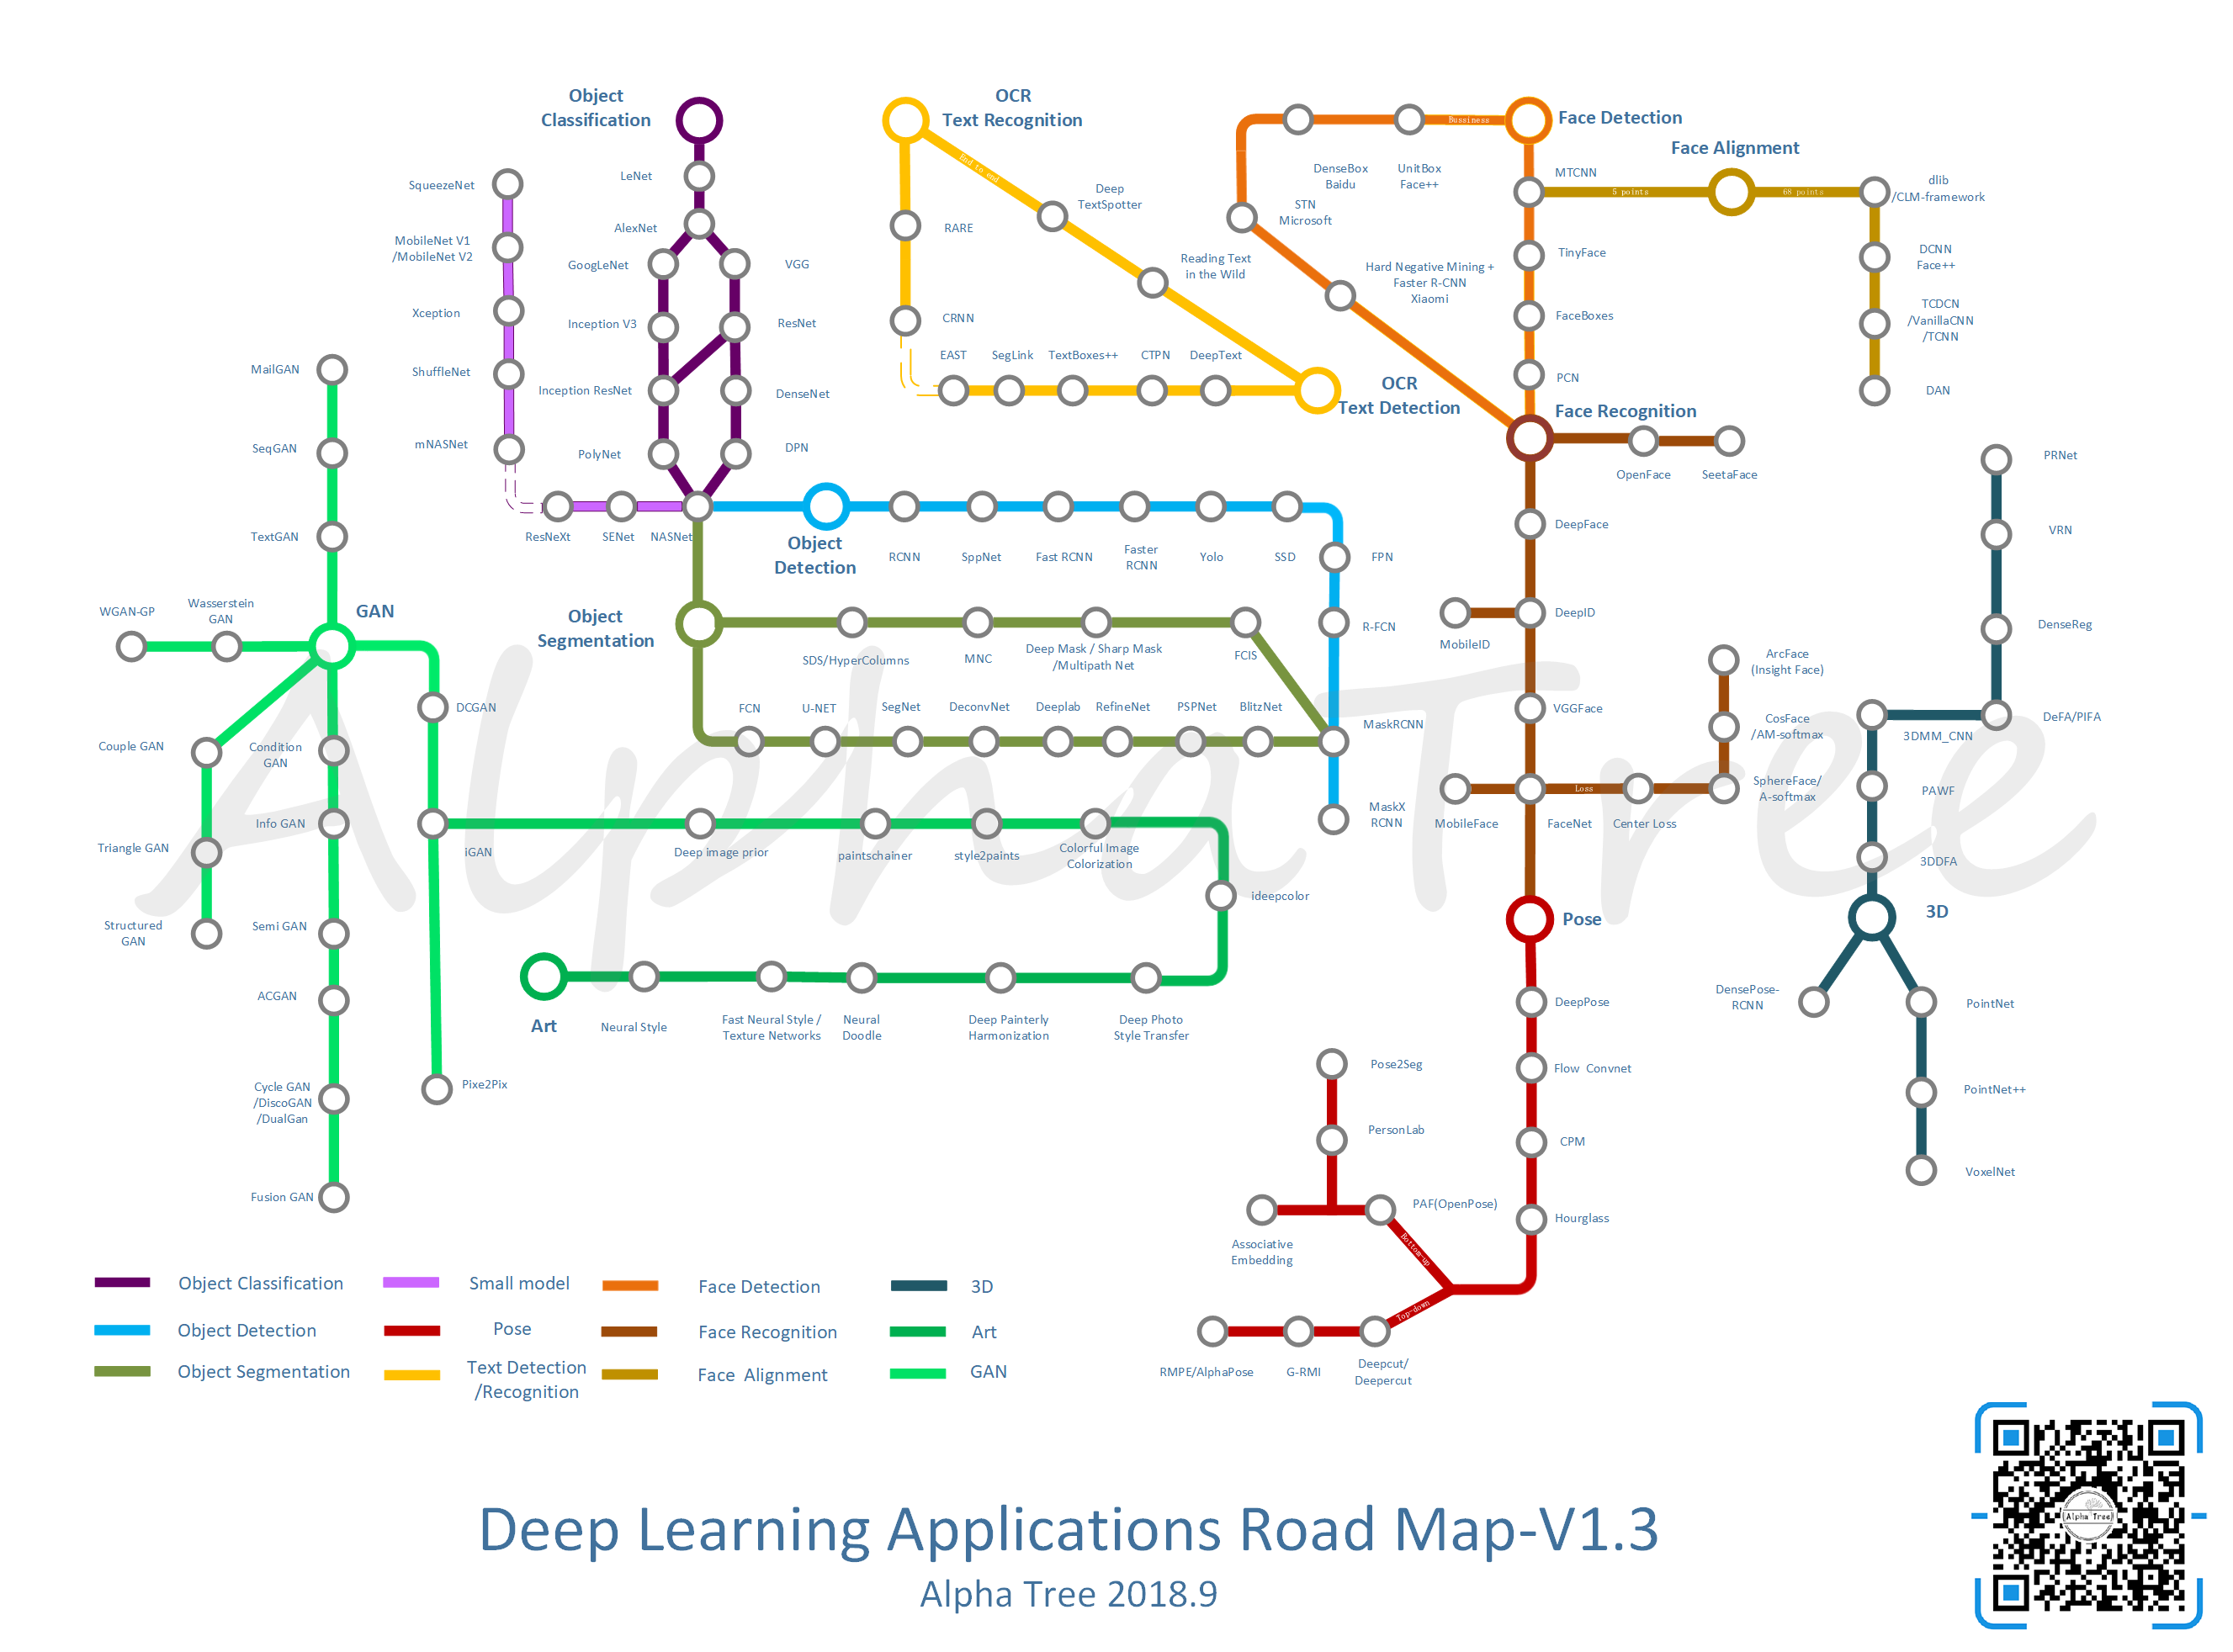 Object
Classification
LeNet
AlexNet
GoogLeNet
VGG
Inception V3
ResNet
Inception ResNet
DenseNet
PolyNet
DPN
SqueezeNet
MobileNet V1
/MobileNet V2
Xception
ShuffleNet
mNASNet
ResNeXt
SENet
NASNet
OCR
Text Recognition
End to end
RARE
CRNN
Deep
TextSpotter
Reading Text
in the Wild
EAST
SegLink
TextBoxes++
CTPN
DeepText
OCR
Text Detection
Face Detection
Bussiness
DenseBox
Baidu
UnitBox
Face++
STN
Microsoft
Hard Negative Mining +
Faster R-CNN
Xiaomi
MTCNN
TinyFace
FaceBoxes
PCN
Face Alignment
5 points
68 points
dlib
/CLM-framework
DCNN
Face++
TCDCN
/VanillaCNN
/TCNN
DAN
Face Recognition
OpenFace
SeetaFace
DeepFace
DeepID
MobileID
VGGFace
MobileFace
FaceNet
Loss
Center Loss
SphereFace/
A-softmax
CosFace
/AM-softmax
ArcFace
(Insight Face)
PRNet
VRN
DenseReg
DeFA/PIFA
3DMM_CNN
PAWF
3DDFA
3D
DensePose-
RCNN
PointNet
PointNet++
VoxelNet
Object
Detection
RCNN
SppNet
Fast RCNN
Faster
RCNN
Yolo
SSD
FPN
R-FCN
MaskRCNN
MaskX
RCNN
Object
Segmentation
SDS/HyperColumns
MNC
Deep Mask / Sharp Mask
/Multipath Net
FCIS
FCN
U-NET
SegNet
DeconvNet
Deeplab
RefineNet
PSPNet
BlitzNet
MailGAN
SeqGAN
TextGAN
GAN
WGAN-GP
Wasserstein
GAN
Couple GAN
Triangle GAN
Structured
GAN
Condition
GAN
Info GAN
Semi GAN
ACGAN
Cycle GAN
/DiscoGAN
/DualGan
Fusion GAN
DCGAN
iGAN
Pixe2Pix
Deep image prior
paintschainer
style2paints
Colorful Image
Colorization
ideepcolor
Art
Neural Style
Fast Neural Style /
Texture Networks
Neural
Doodle
Deep Painterly
Harmonization
Deep Photo
Style Transfer
Pose
DeepPose
Flow Convnet
CPM
Hourglass
Pose2Seg
PersonLab
PAF(OpenPose)
Associative
Embedding
Bottom-up
Top-down
RMPE/AlphaPose
G-RMI
Deepcut/
Deepercut
Alpha Tree
Object Classification
Small model
Face Detection
3D
Object Detection
Pose
Face Recognition
Art
Object Segmentation
Text Detection
/Recognition
Face Alignment
GAN
Deep Learning Applications Road Map-V1.3
Alpha Tree 2018.9
Alpha Tree